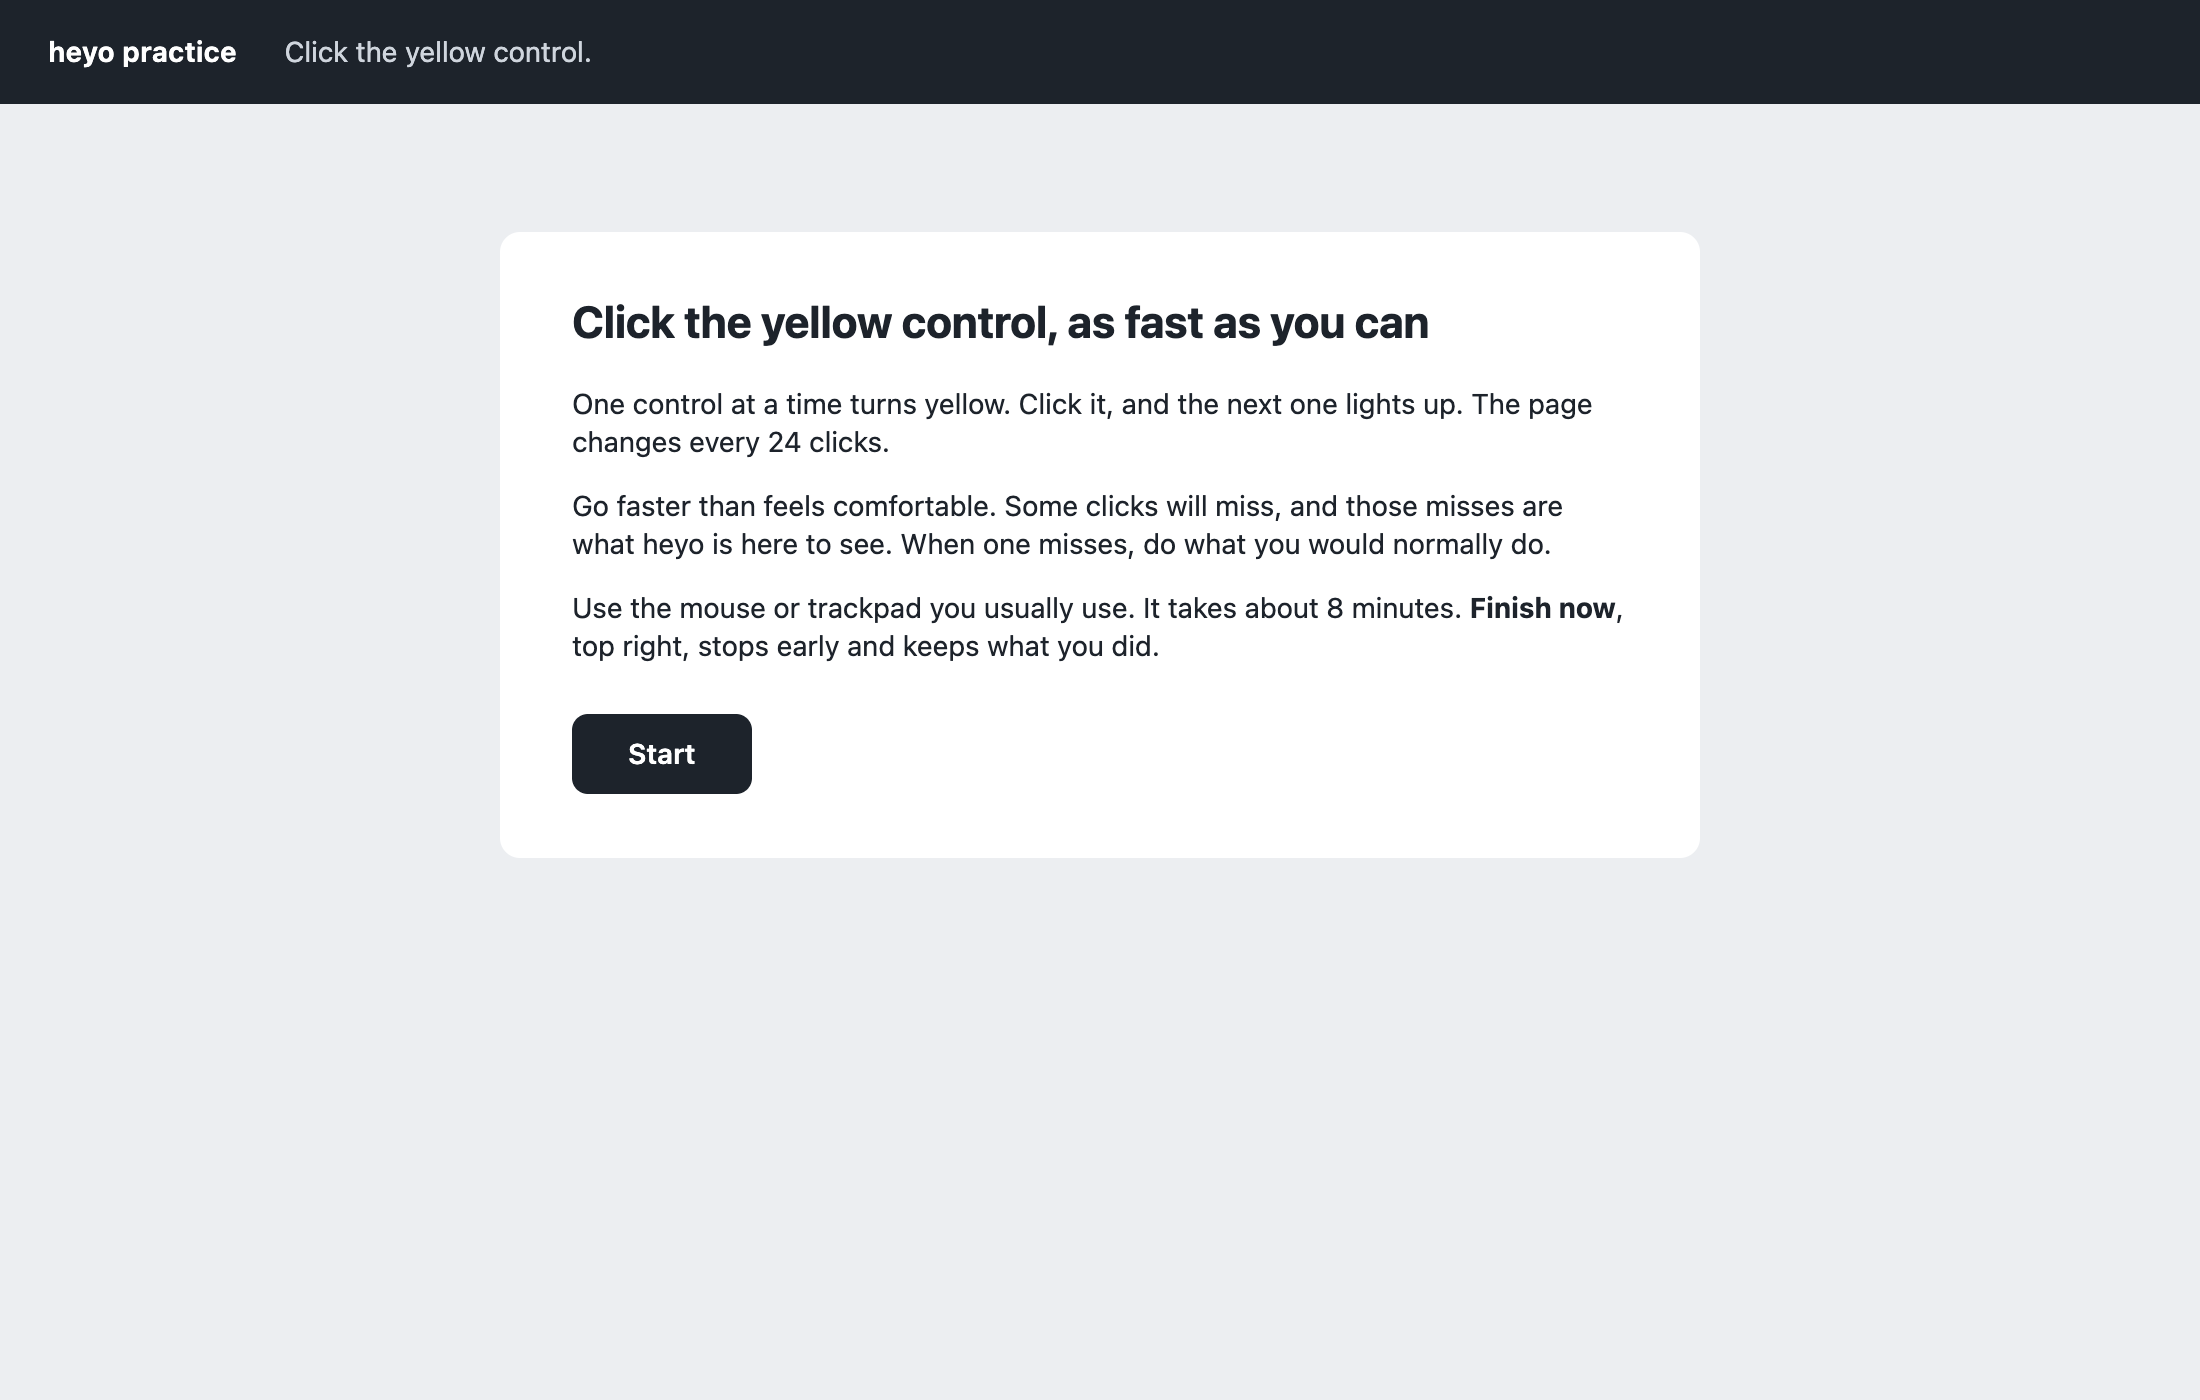 heyo practice
Click the yellow control.
Click the yellow control, as fast as you can
One control at a time turns yellow. Click it, and the next one lights up. The page
changes every 24 clicks.
Go faster than feels comfortable. Some clicks will miss, and those misses are
what heyo is here to see. When one misses, do what you would normally do.
Use the mouse or trackpad you usually use. It takes about 8 minutes. Finish now,
top right, stops early and keeps what you did.
Start